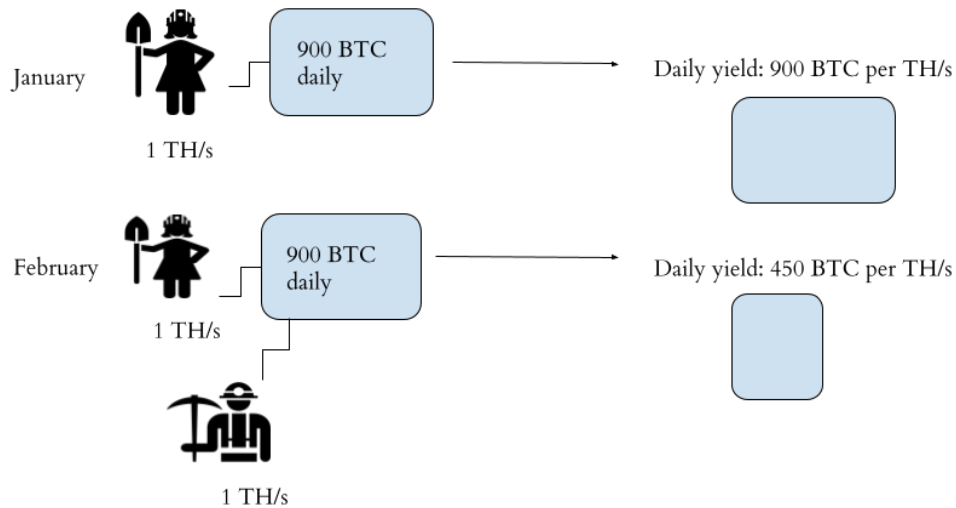 900 BTC
daily
January
Daily yield: 900 BTC per TH/s
1 TH/s
900 BTC
daily
February
Daily yield: 450 BTC per TH/s
1 TH/s
1 TH/s